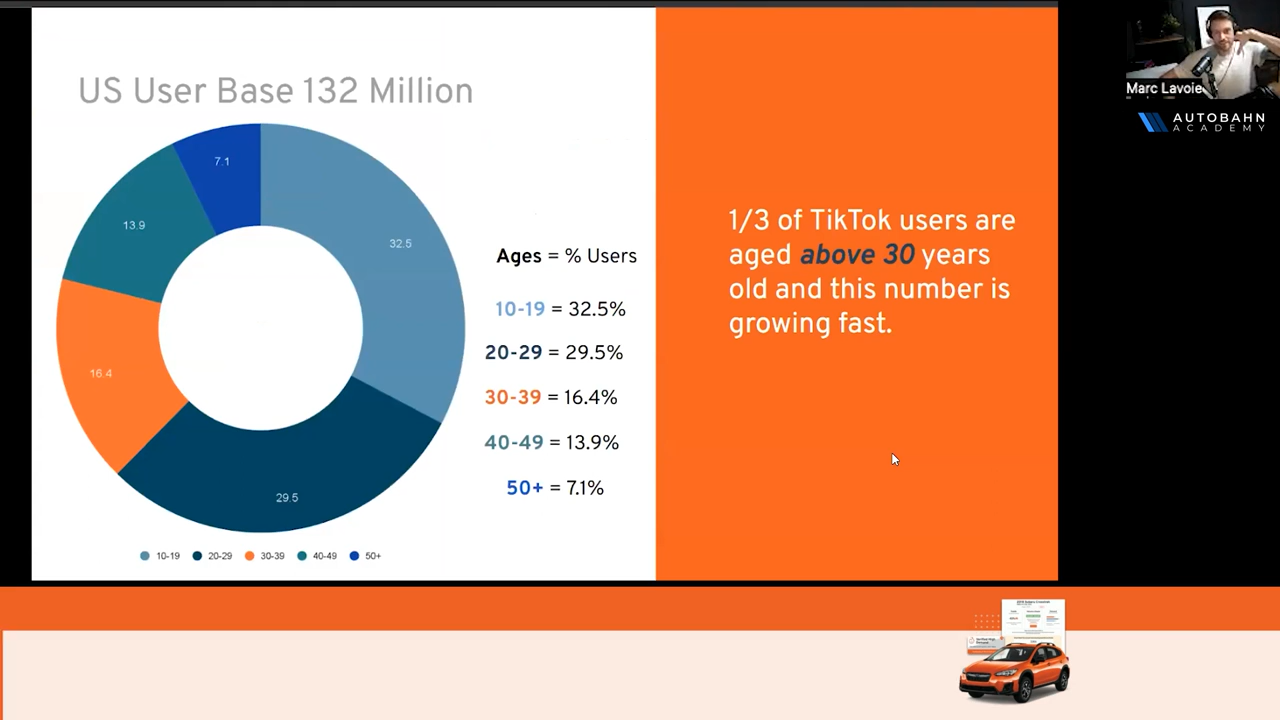 US User Base 132 Million
7.1
13.9
32.5
16.4
29.5
Ages = % Users
10-19 = 32.5%
20-29 = 29.5%
30-39 = 16.4%
40-49 = 13.9%
50+ = 7.1%
10-19 20-29 30-39 40-49 50+
1/3 of TikTok users are
aged above 30 years
old and this number is
growing fast.
Marc Lavoie
AUTOBAHN
ACADEMY